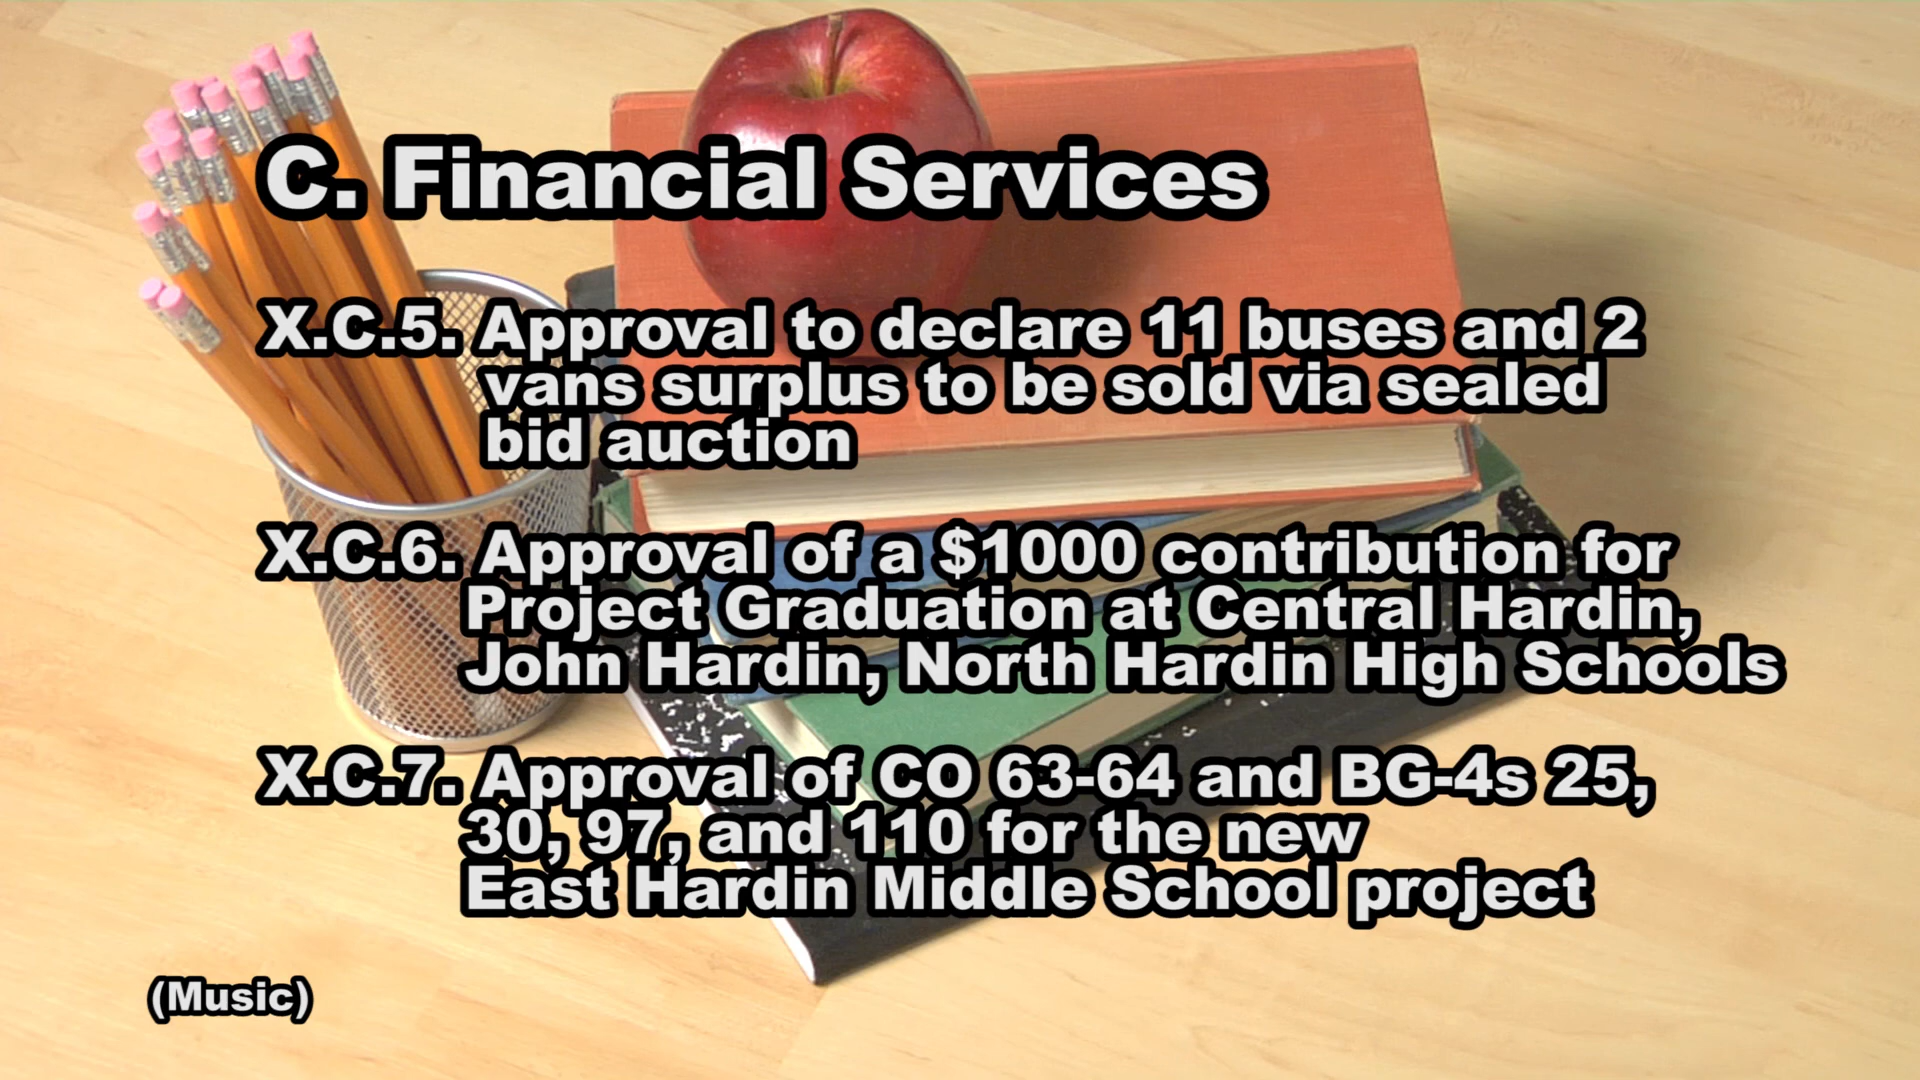 C. Financial Services
X.C.5. Approval to declare 11 buses and 2
vans surplus to be sold via sealed
bid auction
X.C.6. Approval of a $1000 contribution for
Project Graduation at Central Hardin,
John Hardin, North Hardin High Schools
X.C.7. Approval of CO 63-64 and BG-4s 25,
30, 97, and 110 for the new
East Hardin Middle School project
(Music)